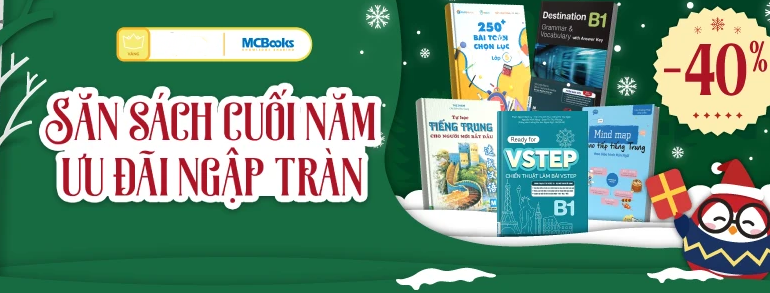 MCBOOKS
SĂN SÁCH CUỐI NĂM
ƯU ĐÃI NGẬP TRÀN
250+
BÀI TOÁN
CHỌN LỌC
Lớp
Destination B1
Grammar &
Vocabulary with Answer Key
-40%
Tự học
TIẾNG TRUNG
CHO NGƯỜI MỚI BẮT ĐẦU
Ready for
VSTEP
CHIẾN THUẬT LÀM BÀI VSTEP
B1
Mind map
tiếp tiếng Trung